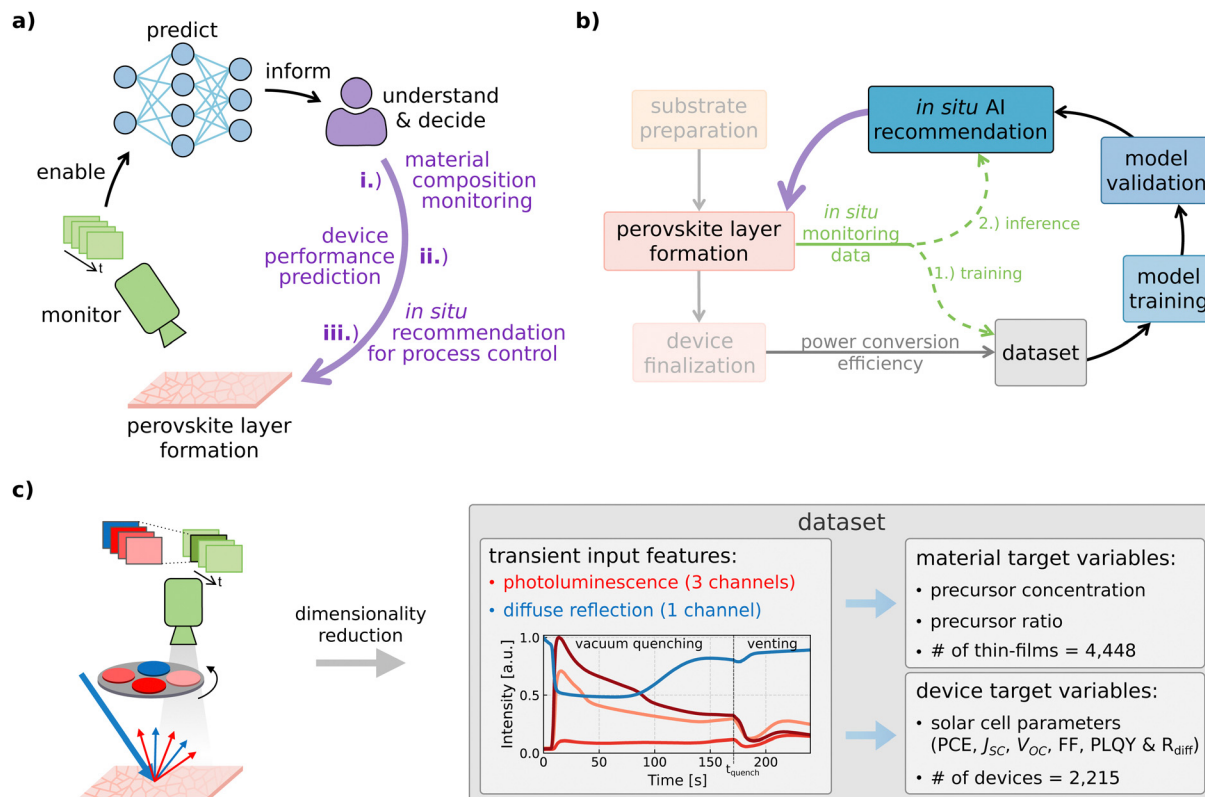 a)
predict
inform
understand
& decide
enable
t
monitor
i.) material
composition
monitoring
device
performance
prediction
ii.)
iii.) in situ
recommendation
for process control
perovskite layer
formation
b)
substrate
preparation
in situ AI
recommendation
model
validation
perovskite layer
formation
in situ
monitoring
data
2.) inference
1.) training
model
training
device
finalization
power conversion
efficiency
dataset
c)
t
dimensionality
reduction
dataset
transient input features:
• photoluminescence (3 channels)
• diffuse reflection (1 channel)
Intensity [a.u.]
1.0
0.5
0.0
vacuum quenching
venting
0
50
100
150
200
tquench
Time [s]
material target variables:
• precursor concentration
• precursor ratio
• # of thin-films = 4,448
device target variables:
• solar cell parameters
(PCE, JSC, VOC, FF, PLQY & Rdiff)
• # of devices = 2,215